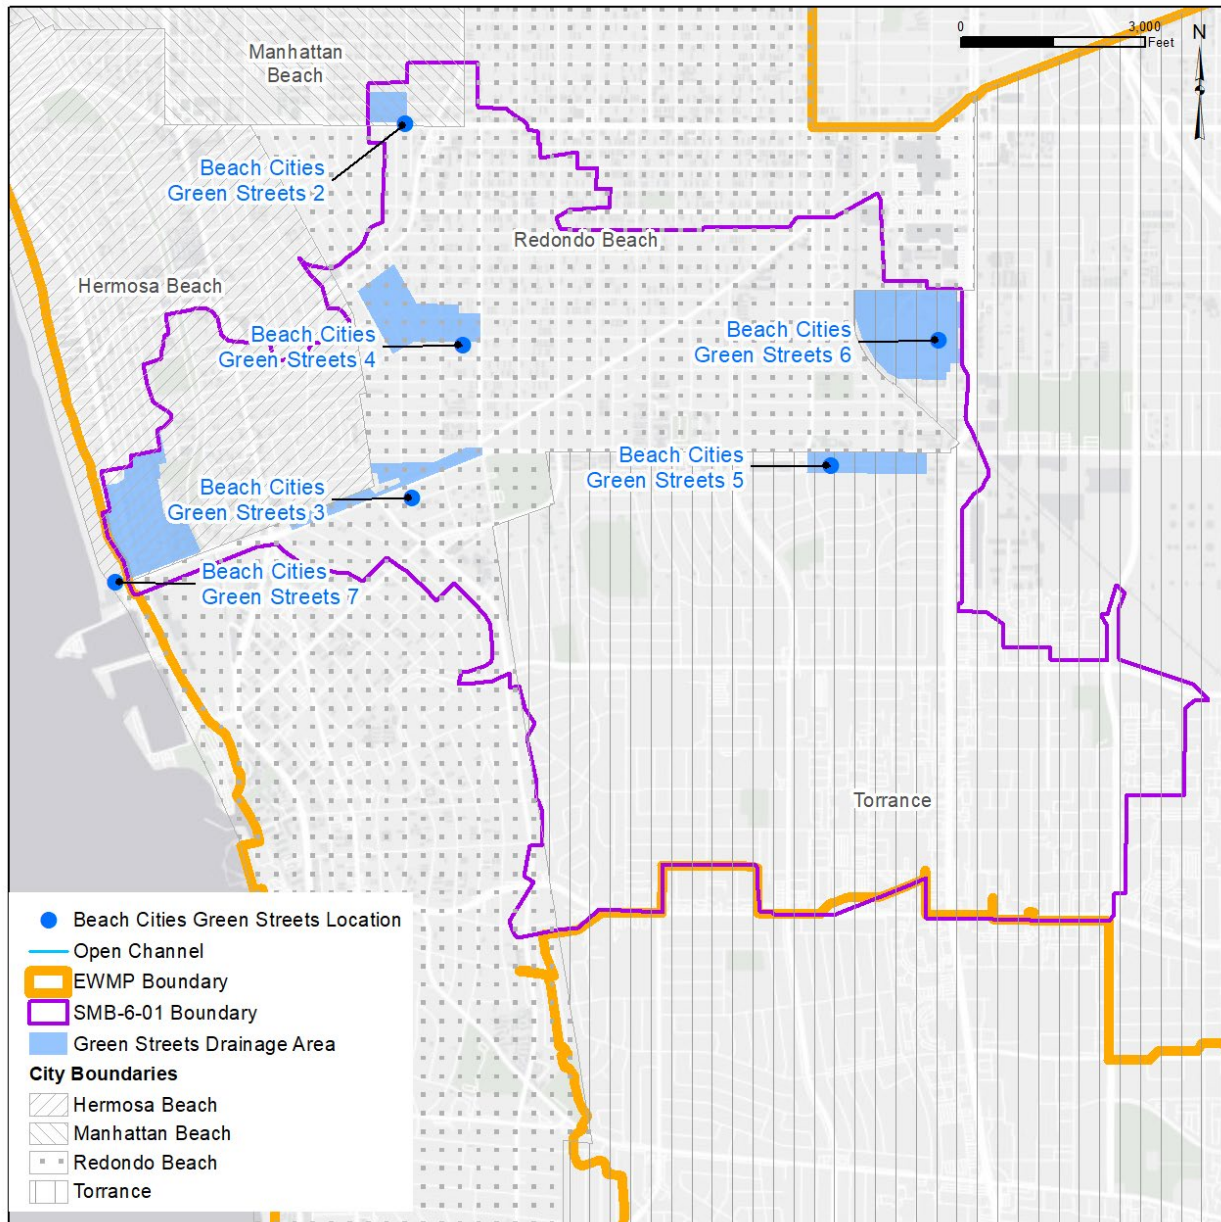 0
3,000
Feet
N
Manhattan
Beach
Beach Cities
Green Streets 2
Redondo Beach
Hermosa Beach
Beach Cities
Green Streets 4
Beach Cities
Green Streets 6
Beach Cities
Green Streets 5
Beach Cities
Green Streets 3
Beach Cities
Green Streets 7
Torrance
Beach Cities Green Streets Location
Open Channel
EWMP Boundary
SMB-6-01 Boundary
Green Streets Drainage Area
City Boundaries
Hermosa Beach
Manhattan Beach
Redondo Beach
Torrance